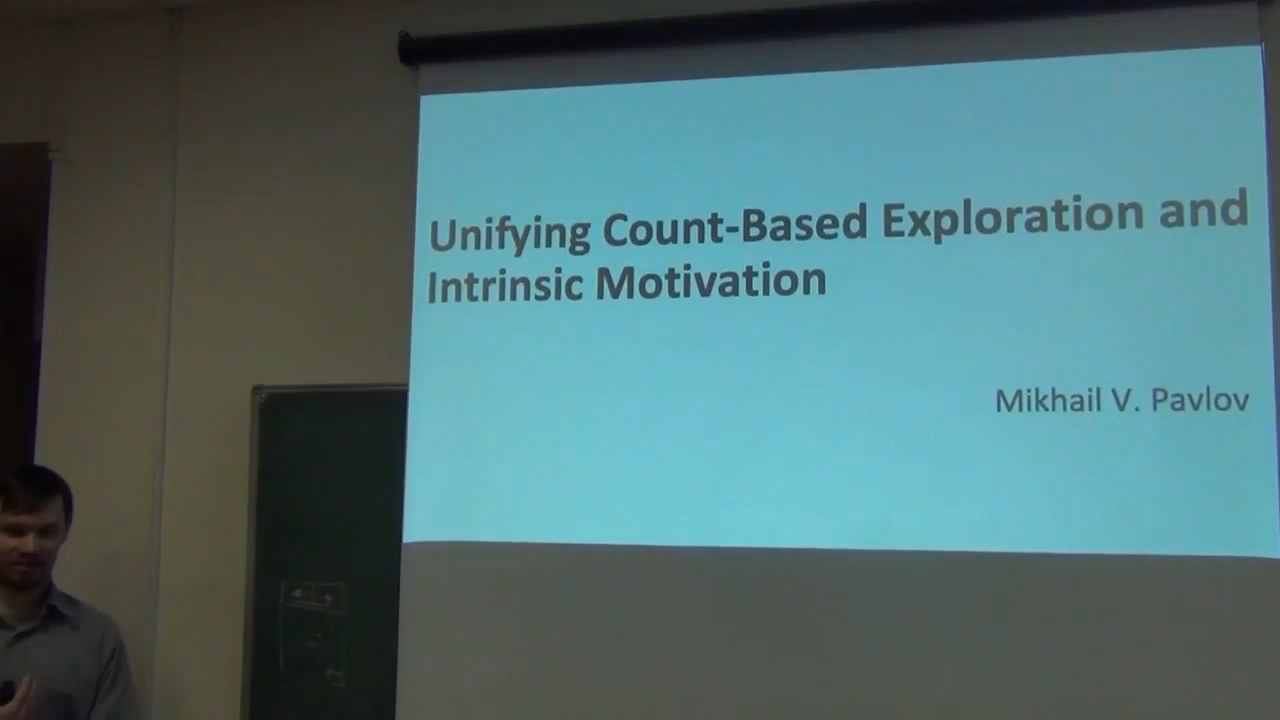 Unifying Count-Based Exploration and
Intrinsic Motivation
Mikhail V. Pavlov